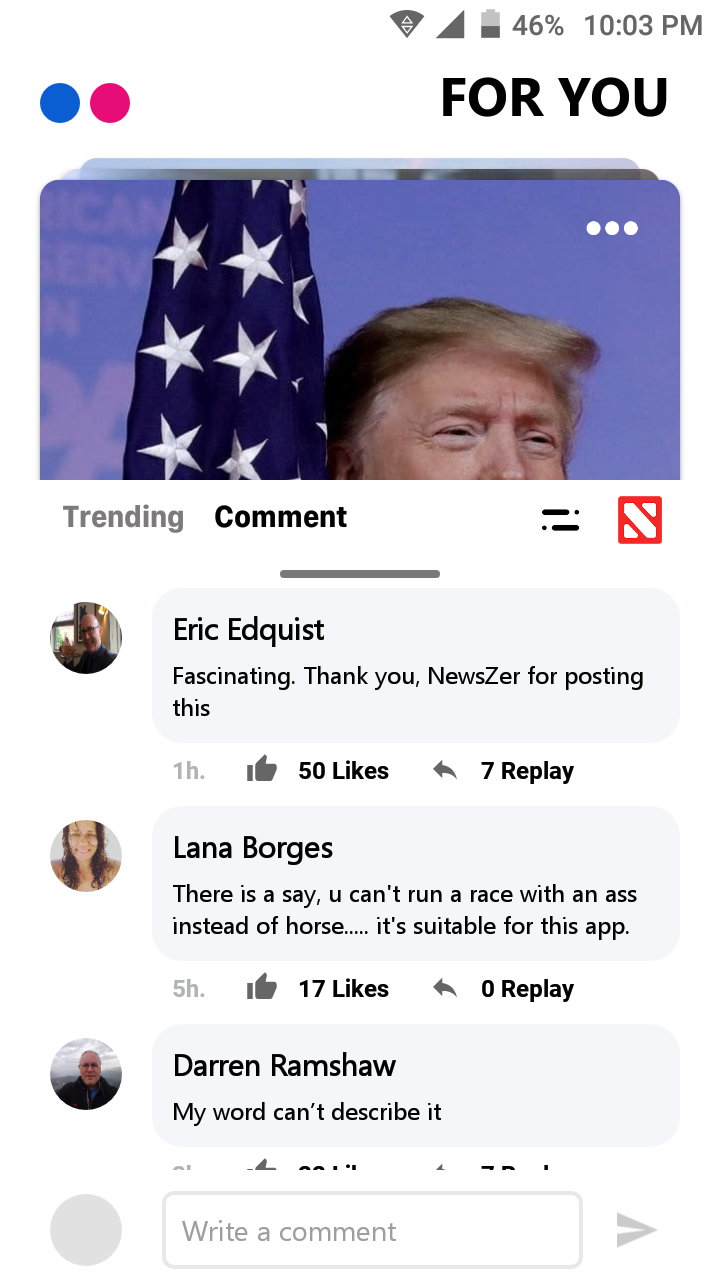 46% 10:03 PM
FOR YOU
RICAN
SERV
Trending Comment
Eric Edquist
Fascinating. Thank you, NewsZer for posting
this
1h. 50 Likes 7 Replay
Lana Borges
There is a say, u can't run a race with an ass
instead of horse..... it's suitable for this app.
5h. 17 Likes 0 Replay
Darren Ramshaw
My word can’t describe it
Write a comment